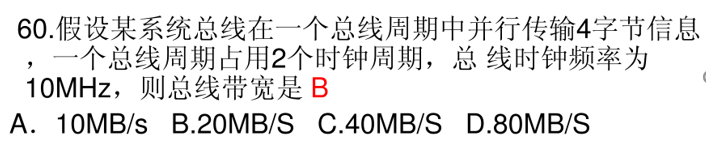 60.假设某系统总线在一个总线周期中并行传输4字节信息
，一个总线周期占用2个时钟周期，总 线时钟频率为
10MHz，则总线带宽是 B
A．10MB/s B.20MB/S C.40MB/S D.80MB/S